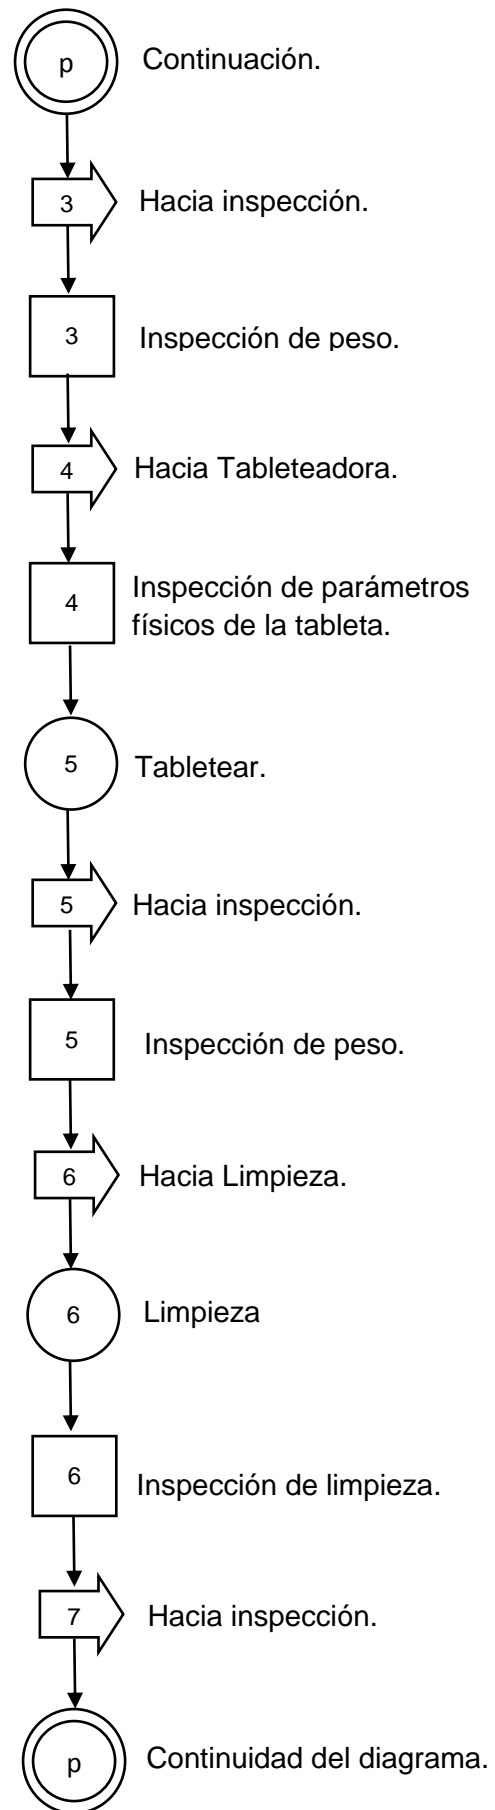 p
Continuación.
3
Hacia inspección.
3
Inspección de peso.
4
Hacia Tableteadora.
4
Inspección de parámetros
físicos de la tableta.
5
Tabletear.
5
Hacia inspección.
5
Inspección de peso.
6
Hacia Limpieza.
6
Limpieza
6
Inspección de limpieza.
7
Hacia inspección.
p
Continuidad del diagrama.